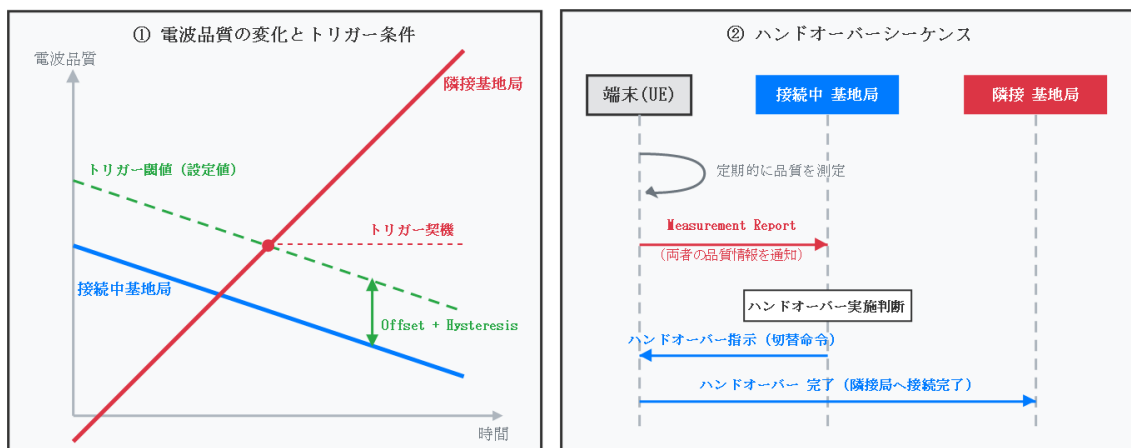 ① 電波品質の変化とトリガー条件
電波品質
隣接基地局
トリガー閾値 (設定値)
トリガー契機
接続中基地局
Offset + Hysteresis
時間
② ハンドオーバーシーケンス
端末(UE)
接続中 基地局
隣接 基地局
定期的に品質を測定
Measurement Report
(両者の品質情報を通知)
ハンドオーバー実施判断
ハンドオーバー指示 (切替命令)
ハンドオーバー 完了 (隣接局へ接続完了)